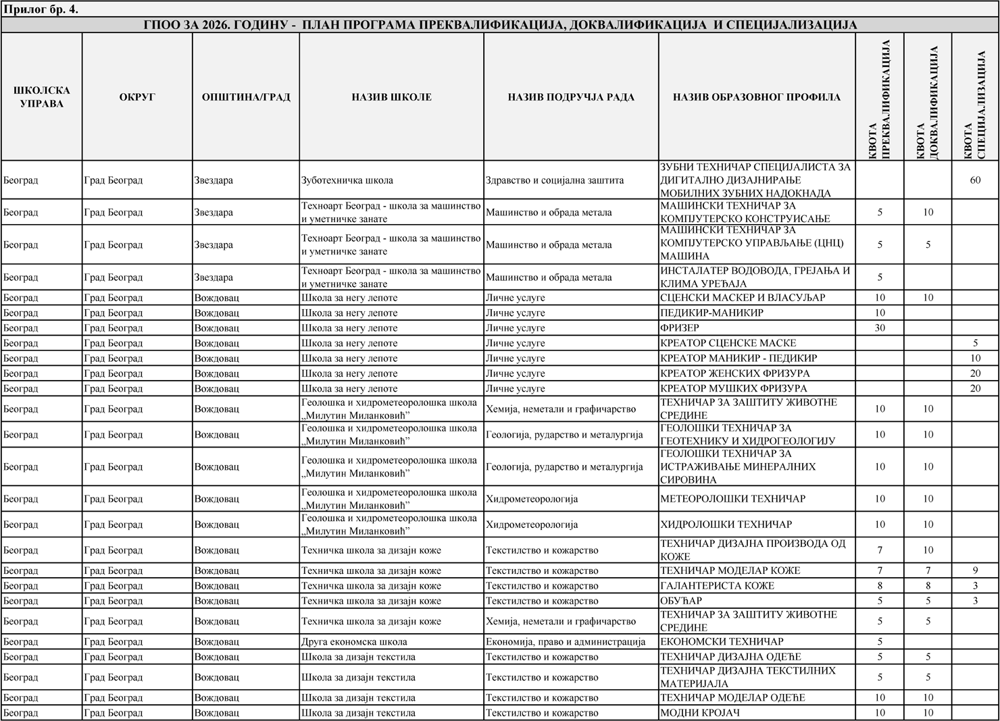 Прилог бр. 4.
ГПОО ЗА 2026. ГОДИНУ - ПЛАН ПРОГРАМА ПРЕКВАЛИФИКАЦИЈА, ДОКВАЛИФИКАЦИЈА И СПЕЦИЈАЛИЗАЦИЈА
ШКОЛСКА УПРАВА ОКРУГ ОПШТИНА/ГРАД НАЗИВ ШКОЛЕ НАЗИВ ПОДРУЧЈА РАДА НАЗИВ ОБРАЗОВНОГ ПРОФИЛА КВОТА ПРЕКВАЛИФИКАЦИЈА КВОТА ДОКВАЛИФИКАЦИЈА КВОТА СПЕЦИЈАЛИЗАЦИЈА
Београд Град Београд Звездара Зуботехничка школа Здравство и социјална заштита ЗУБНИ ТЕХНИЧАР СПЕЦИЈАЛИСТА ЗА ДИГИТАЛНО ДИЗАЈНИРАЊЕ МОБИЛНИХ ЗУБНИХ НАДОКНАДА 60
Београд Град Београд Звездара Техноарт Београд - школа за машинство и уметничке занате Машинство и обрада метала МАШИНСКИ ТЕХНИЧАР ЗА КОМПЈУТЕРСКО КОНСТРУИСАЊЕ 5 10
Београд Град Београд Звездара Техноарт Београд - школа за машинство и уметничке занате Машинство и обрада метала МАШИНСКИ ТЕХНИЧАР ЗА КОМПЈУТЕРСКО УПРАВЉАЊЕ (ЦНЦ) МАШИНА 5 5
Београд Град Београд Звездара Техноарт Београд - школа за машинство и уметничке занате Машинство и обрада метала ИНСТАЛАТЕР ВОДОВОДА, ГРЕЈАЊА И КЛИМА УРЕЂАЈА 5
Београд Град Београд Вождовац Школа за негу лепоте Личне услуге СЦЕНСКИ МАСКЕР И ВЛАСУЉАР 10 10
Београд Град Београд Вождовац Школа за негу лепоте Личне услуге ПЕДИКИР-МАНИКИР 10
Београд Град Београд Вождовац Школа за негу лепоте Личне услуге ФРИЗЕР 30
Београд Град Београд Вождовац Школа за негу лепоте Личне услуге КРЕАТОР СЦЕНСКЕ МАСКЕ 5
Београд Град Београд Вождовац Школа за негу лепоте Личне услуге КРЕАТОР МАНИКИР - ПЕДИКИР 10
Београд Град Београд Вождовац Школа за негу лепоте Личне услуге КРЕАТОР ЖЕНСКИХ ФРИЗУРА 20
Београд Град Београд Вождовац Школа за негу лепоте Личне услуге КРЕАТОР МУШКИХ ФРИЗУРА 20
Београд Град Београд Вождовац Геолошка и хидрометеоролошка школа „Милутин Миланковић” Хемија, неметали и графичарство ТЕХНИЧАР ЗА ЗАШТИТУ ЖИВОТНЕ СРЕДИНЕ 10 10
Београд Град Београд Вождовац Геолошка и хидрометеоролошка школа „Милутин Миланковић” Геологија, рударство и металургија ГЕОЛОШКИ ТЕХНИЧАР ЗА ГЕОТЕХНИКУ И ХИДРОГЕОЛОГИЈУ 10 10
Београд Град Београд Вождовац Геолошка и хидрометеоролошка школа „Милутин Миланковић” Геологија, рударство и металургија ГЕОЛОШКИ ТЕХНИЧАР ЗА ИСТРАЖИВАЊЕ МИНЕРАЛНИХ СИРОВИНА 10 10
Београд Град Београд Вождовац Геолошка и хидрометеоролошка школа „Милутин Миланковић” Хидрометеорологија МЕТЕОРОЛОШКИ ТЕХНИЧАР 10 10
Београд Град Београд Вождовац Геолошка и хидрометеоролошка школа „Милутин Миланковић” Хидрометеорологија ХИДРОЛОШКИ ТЕХНИЧАР 10 10
Београд Град Београд Вождовац Техничка школа за дизајн коже Текстилство и кожарство ТЕХНИЧАР ДИЗАЈНА ПРОИЗВОДА ОД КОЖЕ 7 10
Београд Град Београд Вождовац Техничка школа за дизајн коже Текстилство и кожарство ТЕХНИЧАР МОДЕЛАР КОЖЕ 7 7 9
Београд Град Београд Вождовац Техничка школа за дизајн коже Текстилство и кожарство ГАЛАНТЕРИСТА КОЖЕ 8 8 3
Београд Град Београд Вождовац Техничка школа за дизајн коже Текстилство и кожарство ОБУЋАР 5 5 3
Београд Град Београд Вождовац Техничка школа за дизајн коже Хемија, неметали и графичарство ТЕХНИЧАР ЗА ЗАШТИТУ ЖИВОТНЕ СРЕДИНЕ 5 5
Београд Град Београд Вождовац Друга економска школа Економија, право и администрација ЕКОНОМСКИ ТЕХНИЧАР 5
Београд Град Београд Вождовац Школа за дизајн текстила Текстилство и кожарство ТЕХНИЧАР ДИЗАЈНА ОДЕЋЕ 5 5
Београд Град Београд Вождовац Школа за дизајн текстила Текстилство и кожарство ТЕХНИЧАР ДИЗАЈНА ТЕКСТИЛНИХ МАТЕРИЈАЛА 5 5
Београд Град Београд Вождовац Школа за дизајн текстила Текстилство и кожарство ТЕХНИЧАР МОДЕЛАР ОДЕЋЕ 10 10
Београд Град Београд Вождовац Школа за дизајн текстила Текстилство и кожарство МОДНИ КРОЈАЧ 10 10